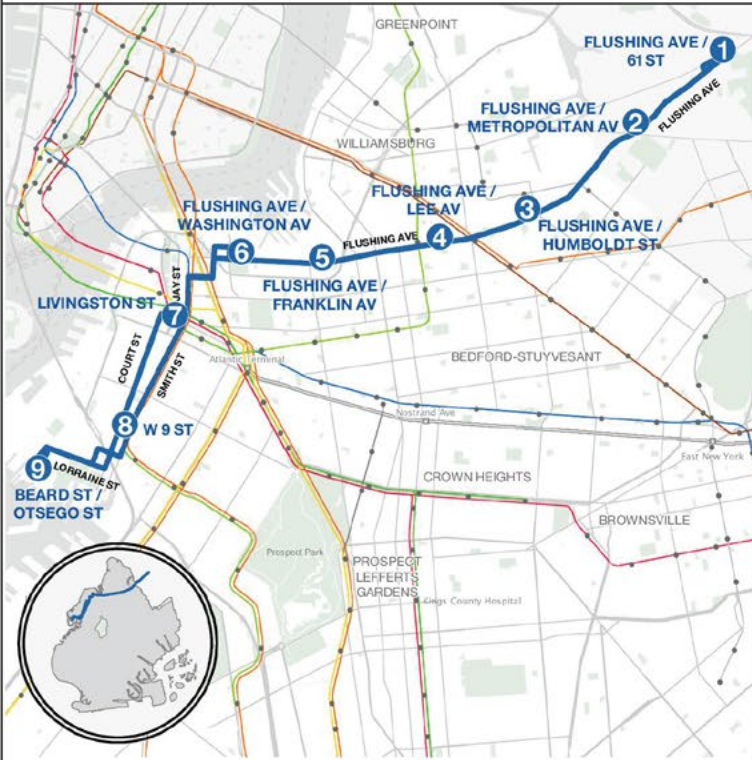 GREENPOINT
FLUSHING AVE /
61 ST
1
FLUSHING AVE
FLUSHING AVE /
METROPOLITAN AV
2
WILLIAMSBURG
FLUSHING AVE /
LEE AV
3
FLUSHING AVE /
HUMBOLDT ST
FLUSHING AVE /
WASHINGTON AV
4
FLUSHING AVE
6
5
FLUSHING AVE /
FRANKLIN AV
JAY ST
LIVINGSTON ST
7
COURT ST
SMITH ST
Atlantic Terminal
BEDFORD-STUYVESANT
Nostrand Ave
8
W 9 ST
East New York
9
LORRAINE ST
BEARD ST /
OTSEGO ST
CROWN HEIGHTS
BROWNSVILLE
Prospect Park
PROSPECT
LEFFERTS
GARDENS
Kings County Hospital